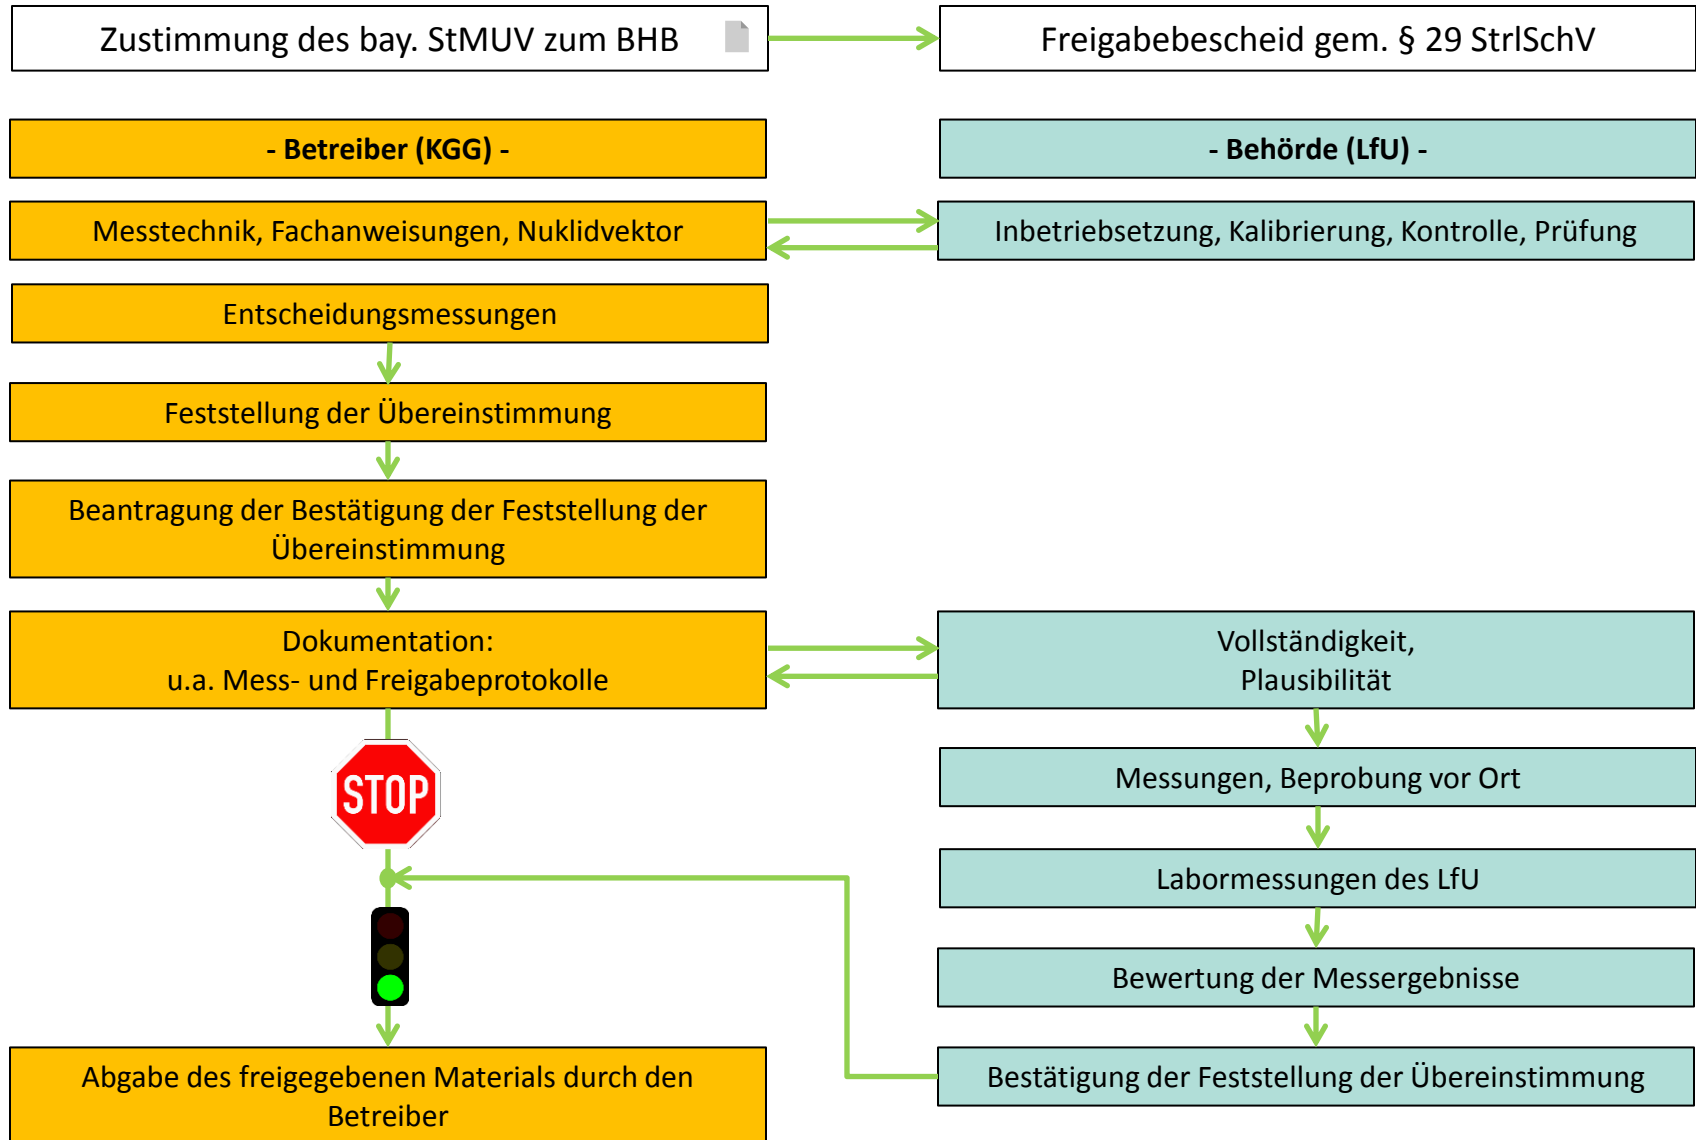 Zustimmung des bay. StMUV zum BHB
Freigabebescheid gem. § 29 StrlSchV
- Betreiber (KGG) -
- Behörde (LfU) -
Messtechnik, Fachanweisungen, Nuklidvektor
Inbetriebsetzung, Kalibrierung, Kontrolle, Prüfung
Entscheidungsmessungen
Feststellung der Übereinstimmung
Beantragung der Bestätigung der Feststellung der
Übereinstimmung
Dokumentation:
u.a. Mess- und Freigabeprotokolle
Vollständigkeit,
Plausibilität
STOP
Messungen, Beprobung vor Ort
Labormessungen des LfU
Bewertung der Messergebnisse
Abgabe des freigegebenen Materials durch den
Betreiber
Bestätigung der Feststellung der Übereinstimmung